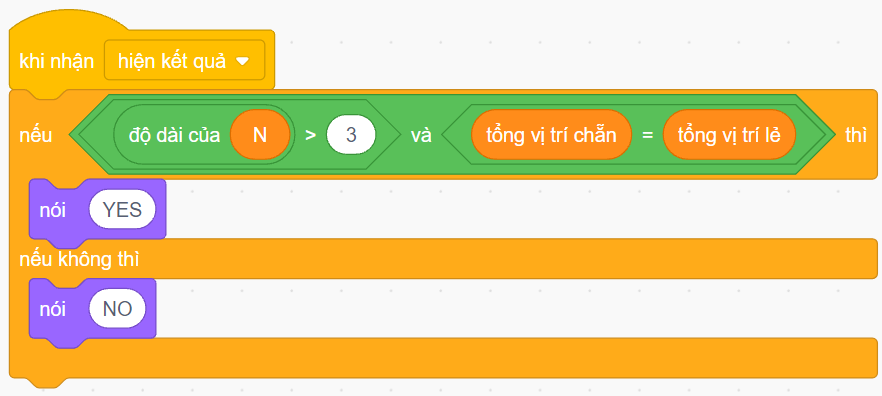 khi nhận hiện kết quả
nếu độ dài của N > 3 và tổng vị trí chẵn = tổng vị trí lẻ thì
nói YES
nếu không thì
nói NO